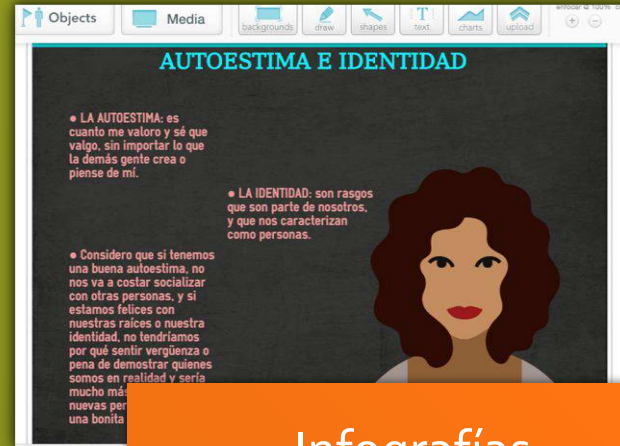 Objects
Media
backgrounds
draw
shapes
text
charts
upload
AUTOESTIMA E IDENTIDAD
● LA AUTOESTIMA: es
cuanto me valoro y sé que
valgo, sin importar lo que
la demás gente crea o
piense de mí.
● LA IDENTIDAD: son rasgos
que son parte de nosotros,
y que nos caracterizan
como personas.
● Considero que si tenemos
una buena autoestima, no
nos va a costar socializar
con otras personas, y si
estamos felices con
nuestras raíces o nuestra
identidad, no tendríamos
por qué sentir vergüenza o
pena de demostrar quienes
somos en realidad y sería
mucho más
nuevas per
una bonita
Infografías